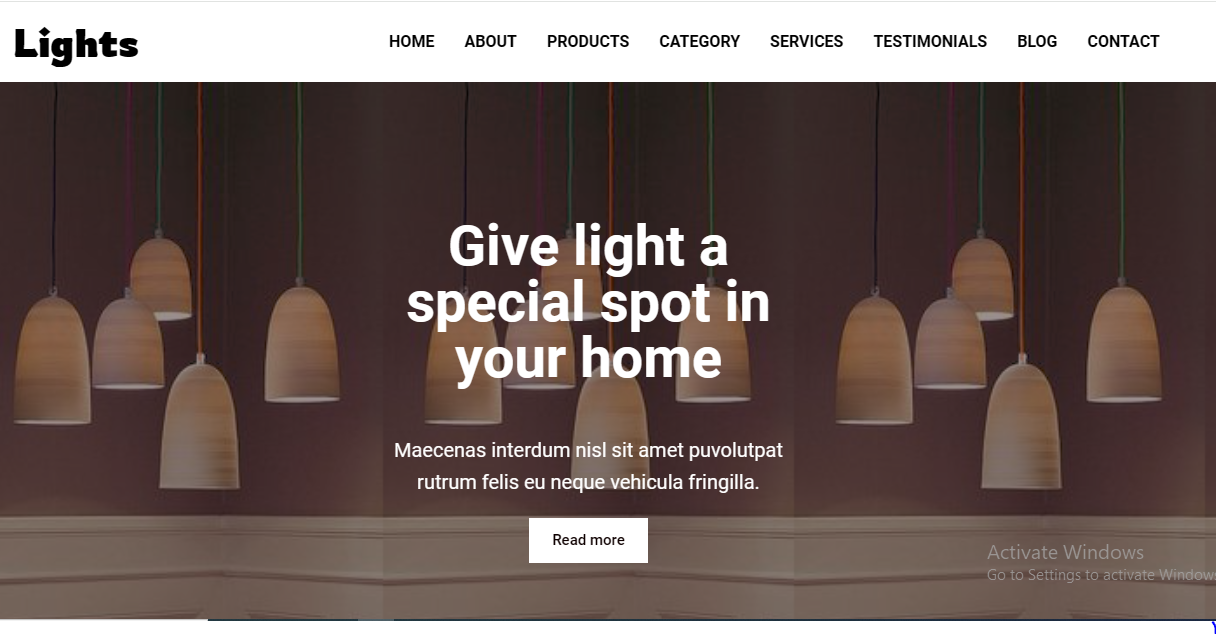 Lights
HOME ABOUT PRODUCTS CATEGORY SERVICES TESTIMONIALS BLOG CONTACT
Give light a
special spot in
your home
Maecenas interdum nisl sit amet puvolutpat
rutrum felis eu neque vehicula fringilla.
Read more
Activate Windows
Go to Settings to activate Windows